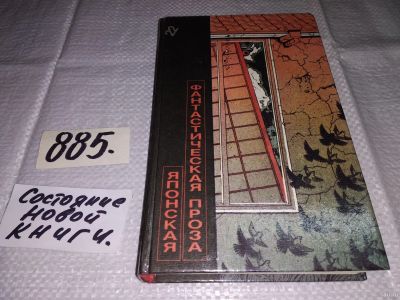 885.
Состояние
Новой
книги.
ЯПОНСКАЯ
ФАНТАСТИЧЕСКАЯ ПРОЗА